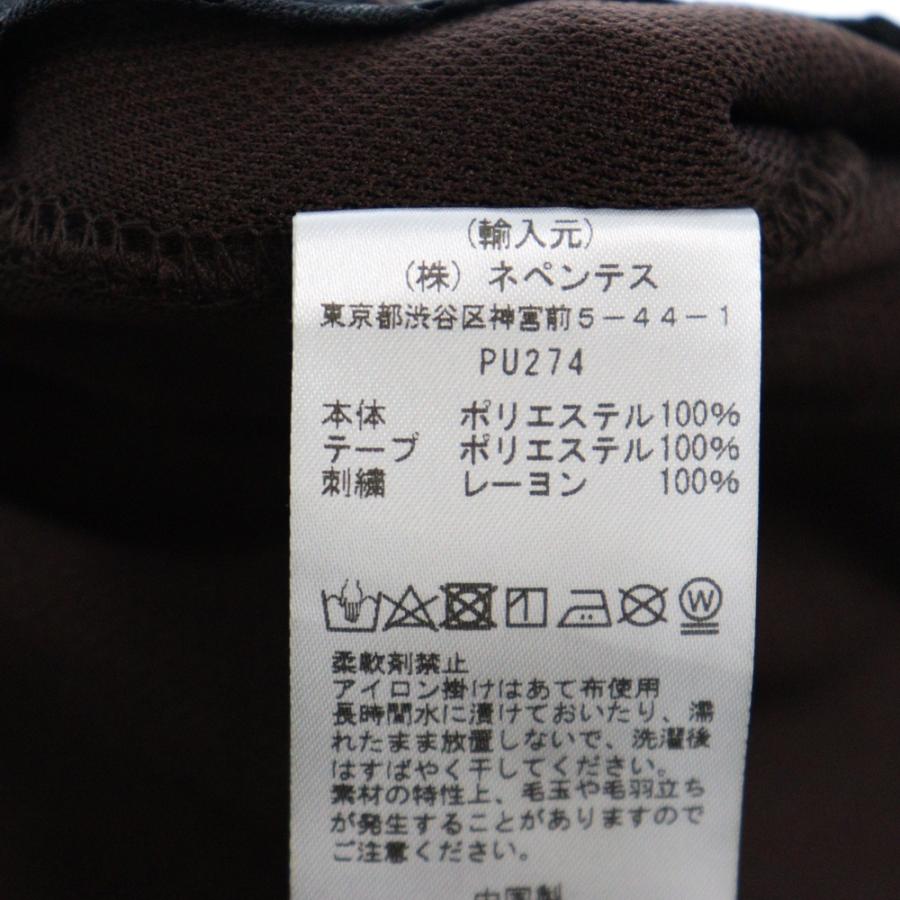 (輸入元)
(株) ネペンテス
東京都渋谷区神宮前5-44-1
PU274
本体 ポリエステル100%
テープ ポリエステル100%
刺繍 レーヨン 100%
W
柔軟剤禁止
アイロン掛けはあて布使用
長時間水に漬けておいたり、濡
れたまま放置しないで、洗濯後
はすばやく干してください。
素材の特性上、毛玉や毛羽立ち
が発生することがありますので
ご注意ください。
中国製